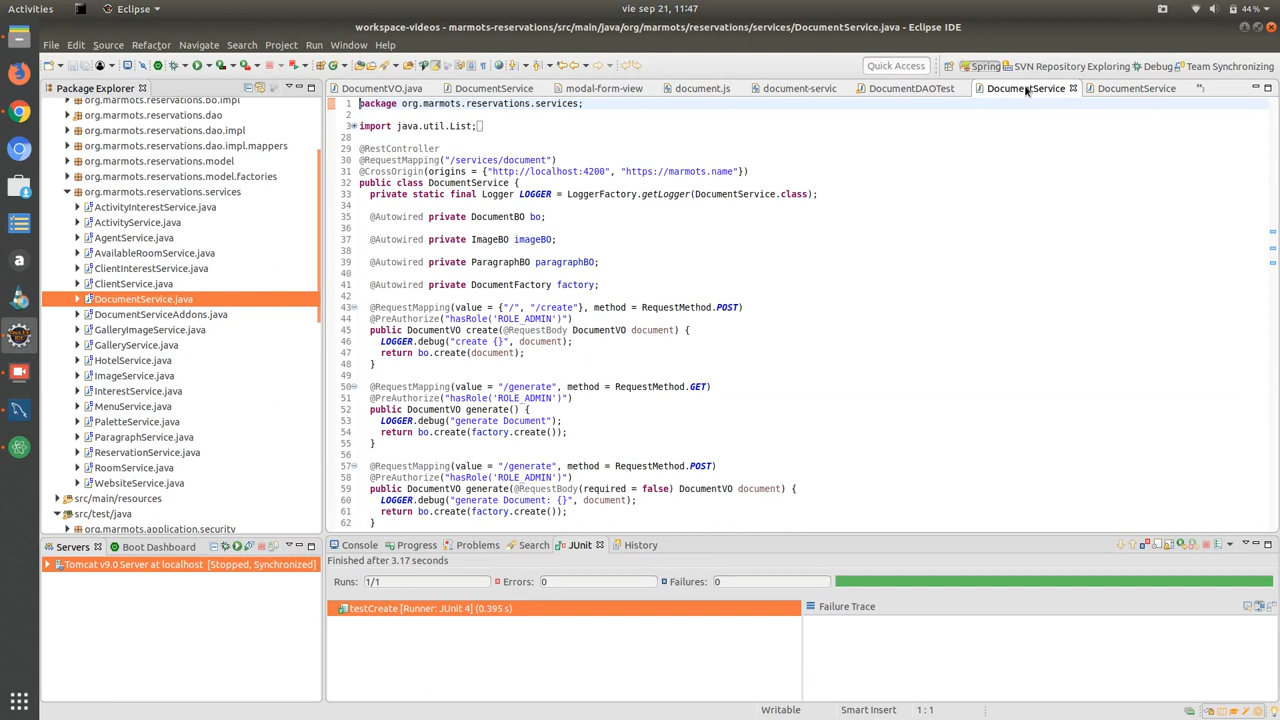 Activities Eclipse vie sep 21, 11:47 44%
workspace-videos - marmots-reservations/src/main/java/org/marmots/reservations/services/DocumentService.java - Eclipse IDE
File Edit Source Refactor Navigate Search Project Run Window Help
Quick Access Spring SVN Repository Exploring Debug Team Synchronizing
Package Explorer
org.marmots.reservations.bo.impl
org.marmots.reservations.dao
org.marmots.reservations.dao.impl
org.marmots.reservations.dao.impl.mappers
org.marmots.reservations.model
org.marmots.reservations.model.factories
org.marmots.reservations.services
ActivityInterestService.java
ActivityService.java
AgentService.java
AvailableRoomService.java
ClientInterestService.java
ClientService.java
DocumentService.java
DocumentServiceAddons.java
GalleryImageService.java
GalleryService.java
HotelService.java
ImageService.java
InterestService.java
MenuService.java
PaletteService.java
ParagraphService.java
ReservationService.java
RoomService.java
WebsiteService.java
src/main/resources
src/test/java
org.marmots.application.security
DocumentVO.java DocumentService modal-form-view document.js document-servic DocumentDAOTest DocumentService DocumentService
1 package org.marmots.reservations.services;
2
3 import java.util.List;
28
29 @RestController
30 @RequestMapping("/services/document")
31 @CrossOrigin(origins = {"http://localhost:4200", "https://marmots.name"})
32 public class DocumentService {
33 private static final Logger LOGGER = LoggerFactory.getLogger(DocumentService.class);
34
35 @Autowired private DocumentBO bo;
36
37 @Autowired private ImageBO imageBO;
38
39 @Autowired private ParagraphBO paragraphBO;
40
41 @Autowired private DocumentFactory factory;
42
43 @RequestMapping(value = {"/", "/create"}, method = RequestMethod.POST)
44 @PreAuthorize("hasRole('ROLE_ADMIN')")
45 public DocumentVO create(@RequestBody DocumentVO document) {
46 LOGGER.debug("create {}", document);
47 return bo.create(document);
48 }
49
50 @RequestMapping(value = "/generate", method = RequestMethod.GET)
51 @PreAuthorize("hasRole('ROLE_ADMIN')")
52 public DocumentVO generate() {
53 LOGGER.debug("generate Document");
54 return bo.create(factory.create());
55 }
56
57 @RequestMapping(value = "/generate", method = RequestMethod.POST)
58 @PreAuthorize("hasRole('ROLE_ADMIN')")
59 public DocumentVO generate(@RequestBody(required = false) DocumentVO document) {
60 LOGGER.debug("generate Document: {}", document);
61 return bo.create(factory.create());
62 }
Servers Boot Dashboard
Tomcat v9.0 Server at localhost [Stopped, Synchronized]
Console Progress Problems Search JUnit History
Finished after 3.17 seconds
Runs: 1/1 Errors: 0 Failures: 0
testCreate [Runner: JUnit 4] (0.395 s)
Failure Trace
Writable Smart Insert 1 : 1